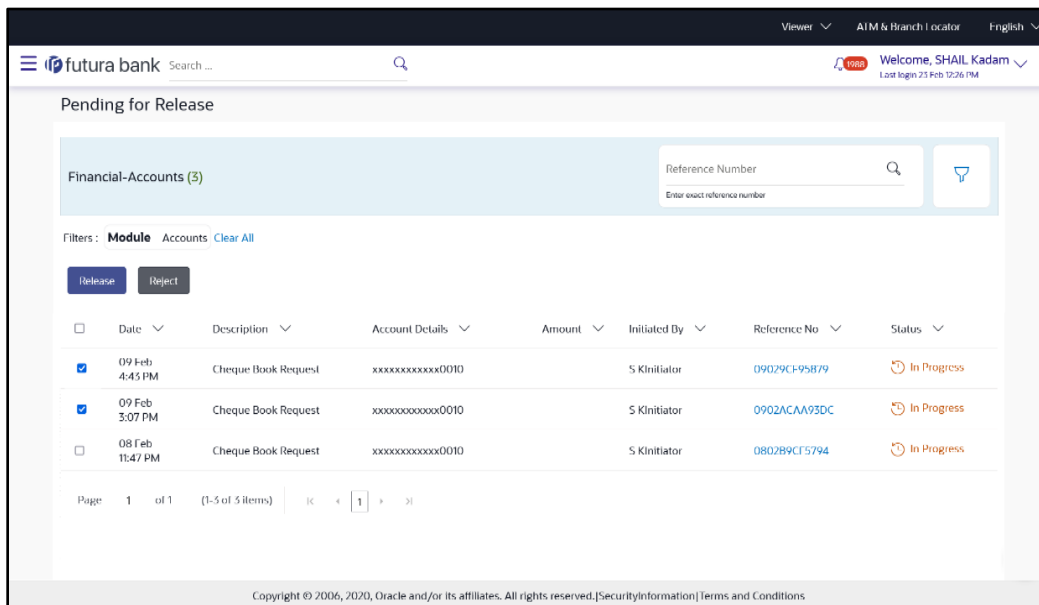 Viewer ATM & Branch Locator English
futura bank Search ... 1988 Welcome, SHAIL Kadam
Last login 23 Feb 12:26 PM
Pending for Release
Financial-Accounts (3)
Reference Number
Enter exact reference number
Filters : Module Accounts Clear All
Release Reject
Date Description Account Details Amount Initiated By Reference No Status
09 Feb
4:43 PM
Cheque Book Request xxxxxxxxxxxx0010 S KInitiator 09029CF95B79 In Progress
09 Feb
3:07 PM
Cheque Book Request xxxxxxxxxxxx0010 S KInitiator 0902ACAA93DC In Progress
08 Feb
11:47 PM
Cheque Book Request xxxxxxxxxxxx0010 S KInitiator 0802B9CF5794 In Progress
Page 1 of 1 (1-3 of 3 items) 1
Copyright © 2006, 2020, Oracle and/or its affiliates. All rights reserved.|SecurityInformation|Terms and Conditions